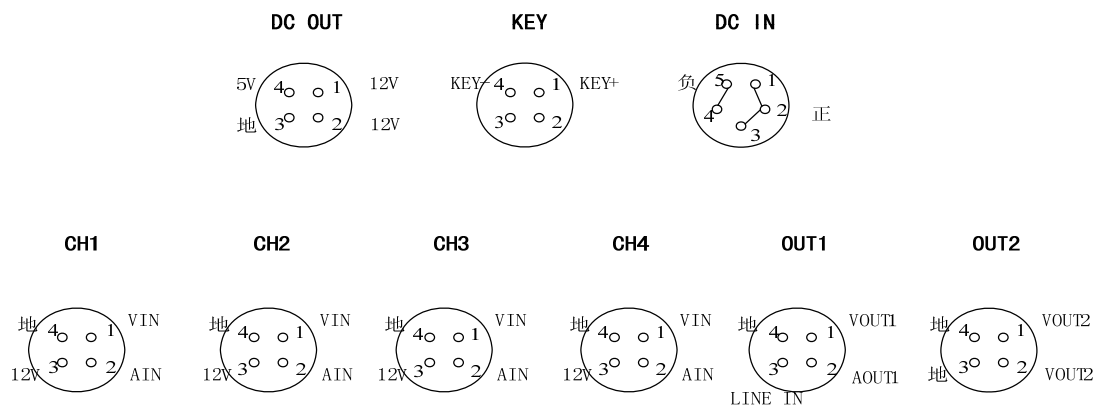 DC OUT KEY DC IN
5V 4 1 12V KEY- 4 1 KEY+ 负 5 1
地 3 2 12V 3 2 4 2 正
3
CH1 CH2 CH3 CH4 OUT1 OUT2
地 4 1 VIN 地 4 1 VIN 地 4 1 VIN 地 4 1 VIN 地 4 1 VOUT1 地 4 1 VOUT2
12V 3 2 AIN 12V 3 2 AIN 12V 3 2 AIN 12V 3 2 AIN 3 2 AOUT1 地 3 2 VOUT2
LINE IN